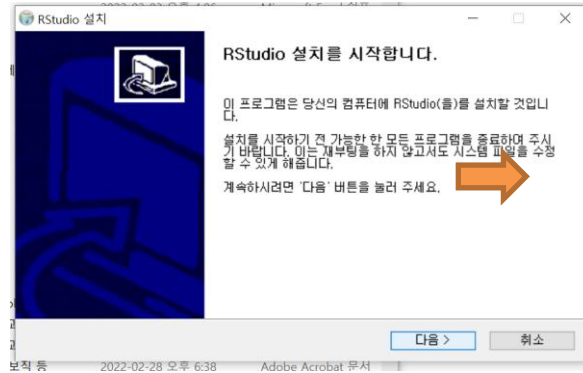 RStudio 설치
RStudio 설치를 시작합니다.
이 프로그램은 당신의 컴퓨터에 RStudio(을)를 설치할 것입니
다.
설치를 시작하기 전 가능한 한 모든 프로그램을 종료하여 주시
기 바랍니다. 이는 재부팅을 하지 않고서도 시스템 파일을 수정
할 수 있게 해줍니다.
계속하시려면 '다음' 버튼을 눌러 주세요.
다음 > 취소
보직 등 2022-02-28 오후 6:38 Adobe Acrobat 문서